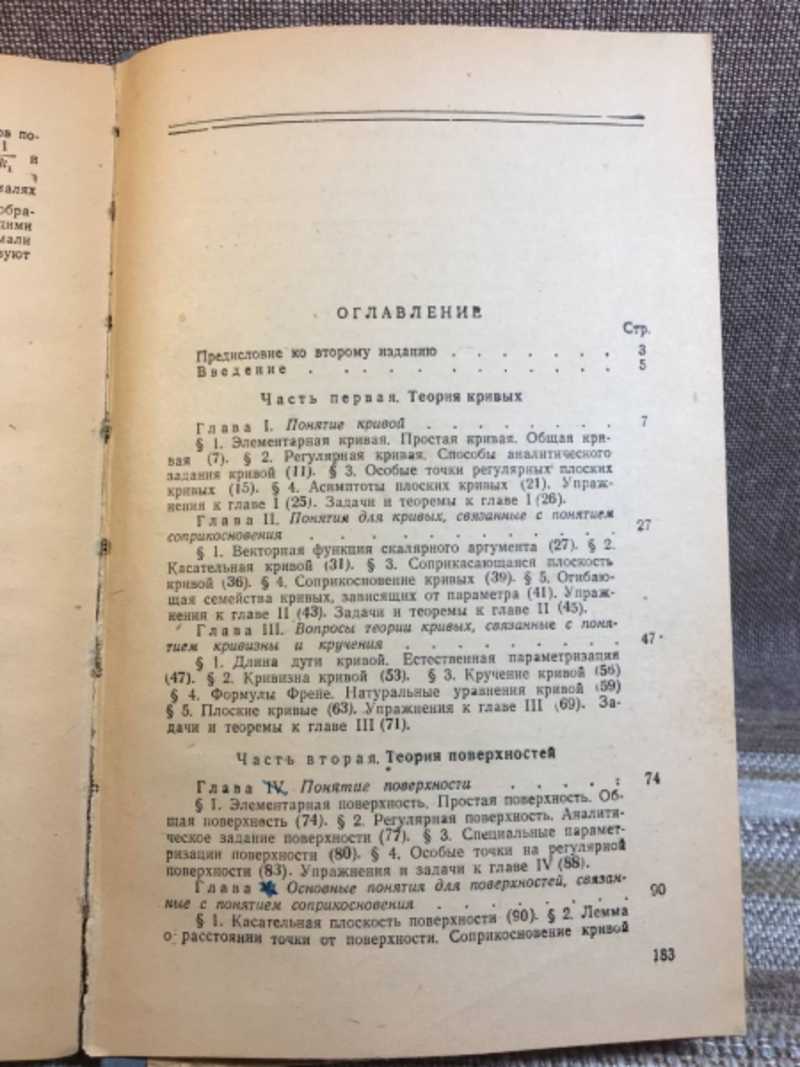 ов по-
1
k₁ и
калях
обра-
щими
мали
вуют
ОГЛАВЛЕНИЕ
Стр.
Предисловие ко второму изданию . . . . . . . 3
Введение . . . . . . . . . . . . 5
Часть первая. Теория кривых
Глава I. Понятие кривой . . . . . . . . 7
§ 1. Элементарная кривая. Простая кривая. Общая кри-
вая (7). § 2. Регулярная кривая. Способы аналитического
задания кривой (11). § 3. Особые точки регулярных плоских
кривых (15). § 4. Асимптоты плоских кривых (21). Упраж-
нения к главе I (25). Задачи и теоремы к главе I (26).
Глава II. Понятия для кривых, связанные с понятием
соприкосновения . . . . . . . . . . . . 27
§ 1. Векторная функция скалярного аргумента (27). § 2.
Касательная кривой (31). § 3. Соприкасающаяся плоскость
кривой (36). § 4. Соприкосновение кривых (39). § 5. Огибаю-
щая семейства кривых, зависящих от параметра (41). Упраж-
нения к главе II (43). Задачи и теоремы к главе II (45).
Глава III. Вопросы теории кривых, связанные с поня-
тием кривизны и кручения . . . . . . . . . 47
§ 1. Длина дуги кривой. Естественная параметризация
(47). § 2. Кривизна кривой (53). § 3. Кручение кривой (56)
§ 4. Формулы Френе. Натуральные уравнения кривой (59)
§ 5. Плоские кривые (63). Упражнения к главе III (69). За-
дачи и теоремы к главе III (71).
Часть вторая. Теория поверхностей
Глава IV. Понятие поверхности . . . . . 74
§ 1. Элементарная поверхность. Простая поверхность. Об-
щая поверхность (74). § 2. Регулярная поверхность. Аналити-
ческое задание поверхности (77). § 3. Специальные парамет-
ризации поверхности (80). § 4. Особые точки на регулярной
поверхности (83). Упражнения и задачи к главе IV (88).
Глава Основные понятия для поверхностей, связан-
ные с понятием соприкосновения . . . . . . . 90
§ 1. Касательная плоскость поверхности (90). § 2. Лемма
о расстоянии точки от поверхности. Соприкосновение кривой
183